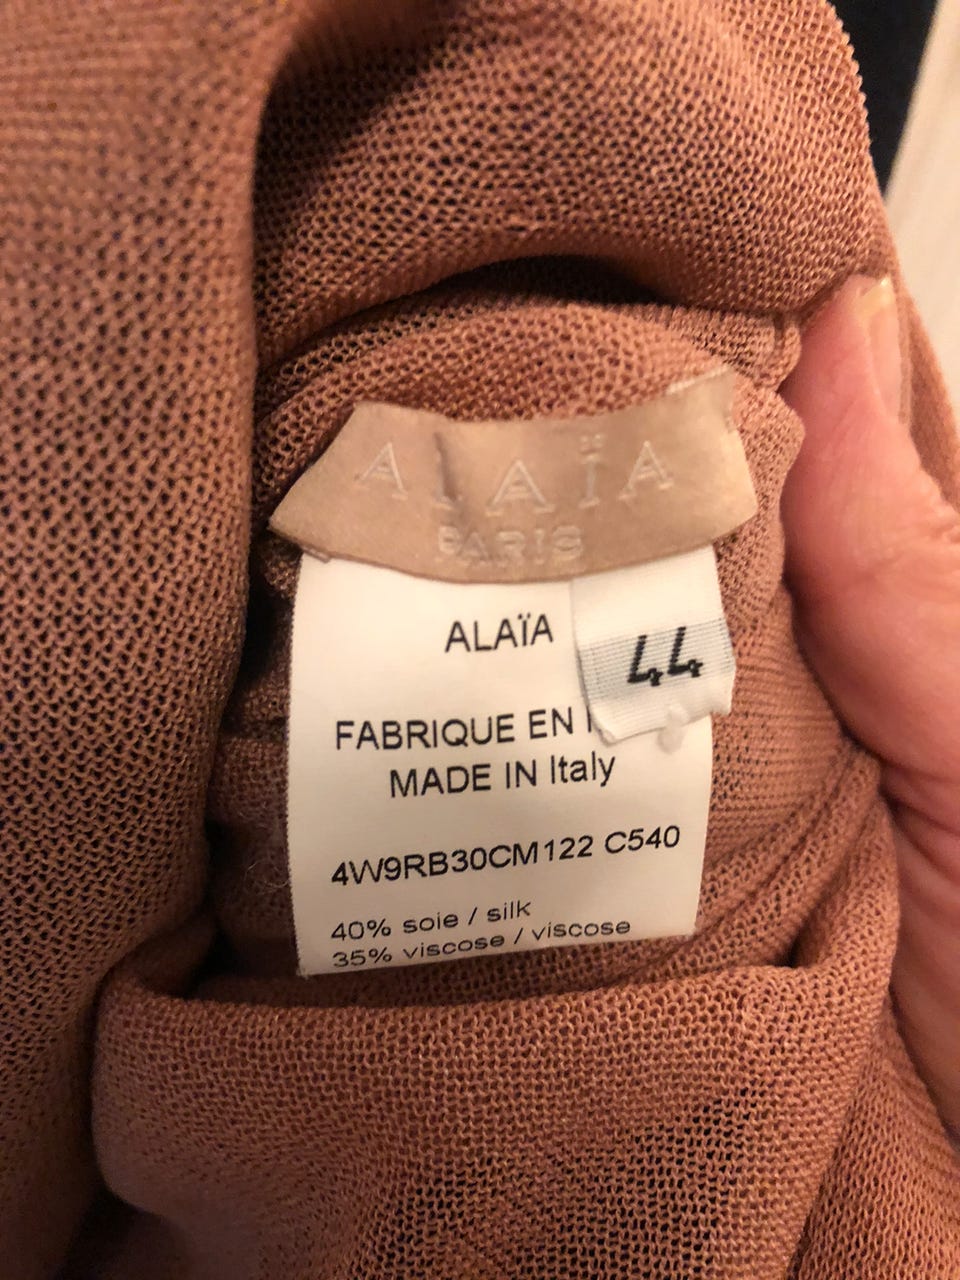 ALAÏA
PARIS
ALAÏA
44
FABRIQUE EN
MADE IN Italy
4W9RB30CM122 C540
40% soie / silk
35% viscose / viscose